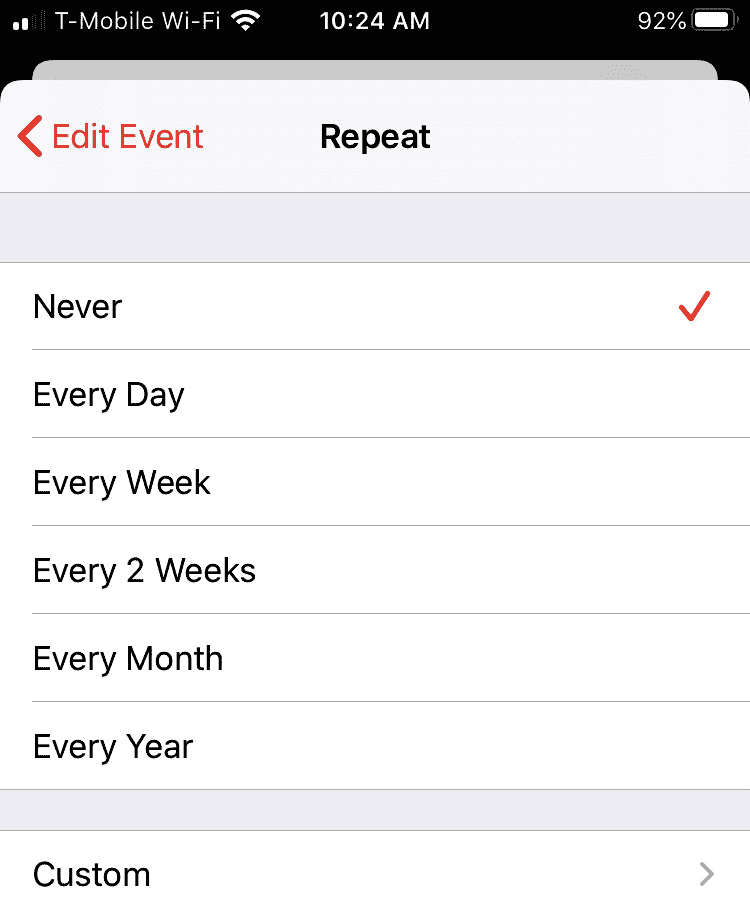 T-Mobile Wi-Fi 10:24 AM 92%
Edit Event Repeat
Never
Every Day
Every Week
Every 2 Weeks
Every Month
Every Year
Custom